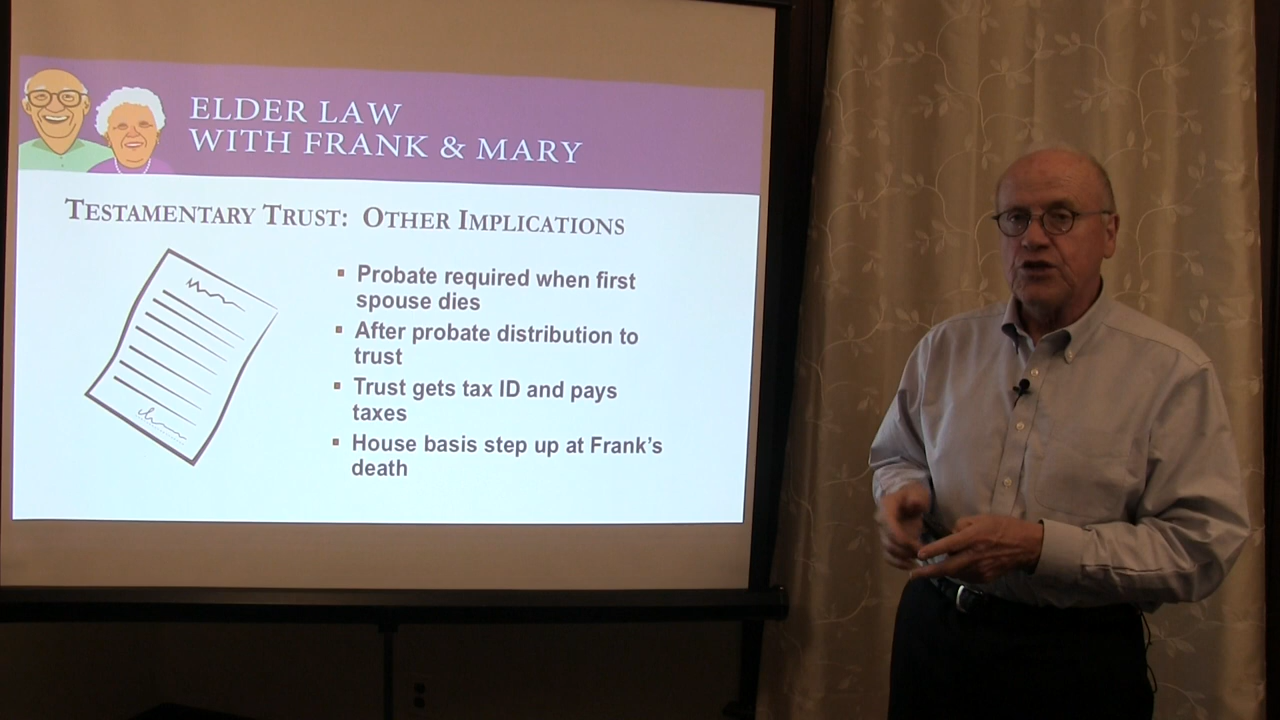 ELDER LAW
WITH FRANK & MARY
TESTAMENTARY TRUST: OTHER IMPLICATIONS
▪ Probate required when first
spouse dies
▪ After probate distribution to
trust
▪ Trust gets tax ID and pays
taxes
▪ House basis step up at Frank's
death